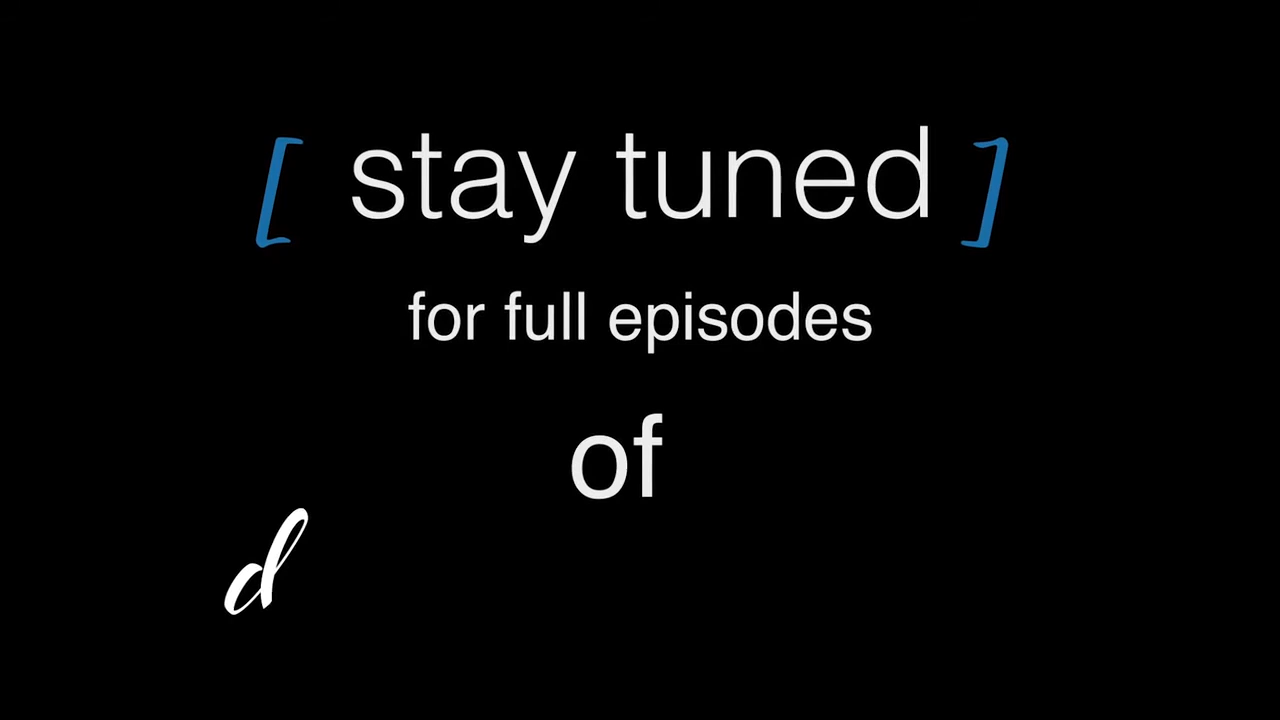 [ stay tuned ]
for full episodes
of
d